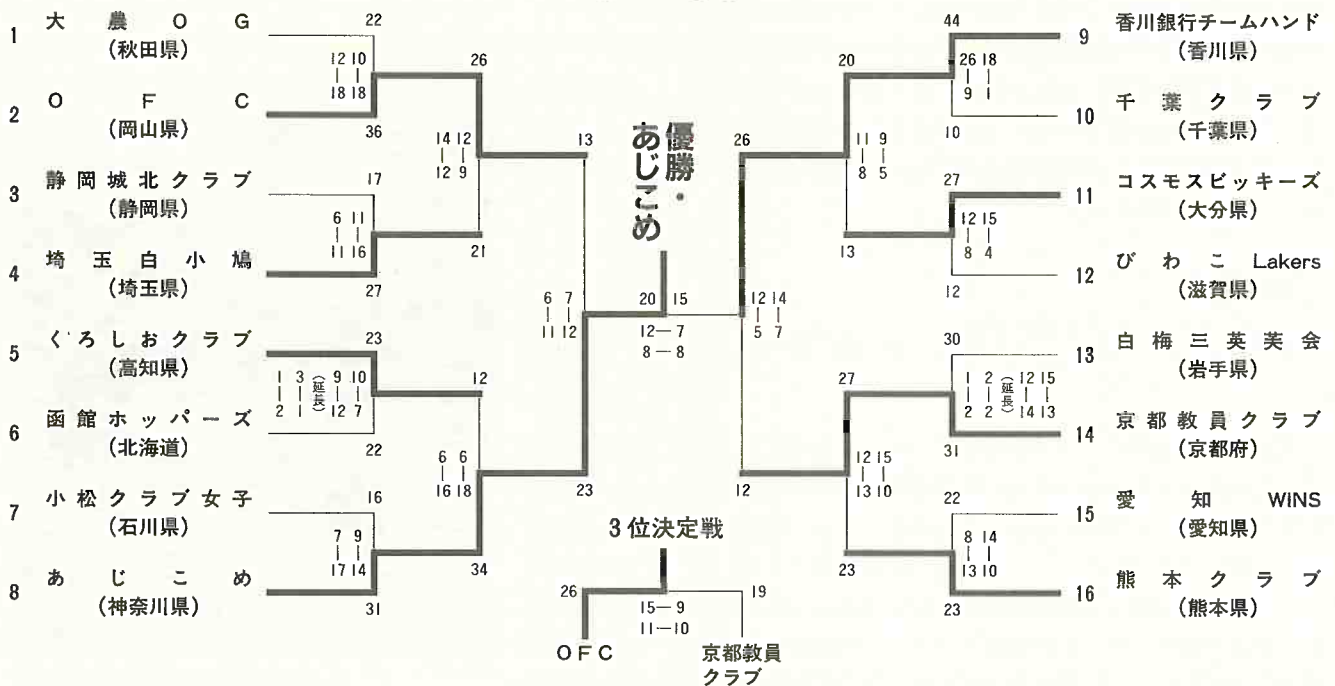 1 大農OG (秋田県)
22
12 10
18 18
2 OFC (岡山県)
36
26
3 静岡城北クラブ (静岡県)
17
6 11
11 16
4 埼玉白小鳩 (埼玉県)
27
14 12
12 9
21
13
5 くろしおクラブ (高知県)
23
1 3 (延長) 9 10
2 1 12 7
6 函館ホッパーズ (北海道)
22
12
7 小松クラブ女子 (石川県)
16
7 9
17 14
8 あじこめ (神奈川県)
31
6 6
16 18
34
6 7
11 12
23
優勝・
あじこめ
20 15
12―7
8―8
9 香川銀行チームハンド (香川県)
44
26 18
9 1
10 千葉クラブ (千葉県)
10
20
11 コスモスビッキーズ (大分県)
27
12 15
8 4
12 びわこLakers (滋賀県)
12
11 9
8 5
13
26
13 白梅三英芙会 (岩手県)
30
1 2 (延長) 12 15
2 2 14 13
14 京都教員クラブ (京都府)
31
27
15 愛知WINS (愛知県)
22
8 14
13 10
16 熊本クラブ (熊本県)
23
12 15
13 10
23
12 14
5 7
12
3位決定戦
26 19
15―9
11―10
OFC
京都教員
クラブ